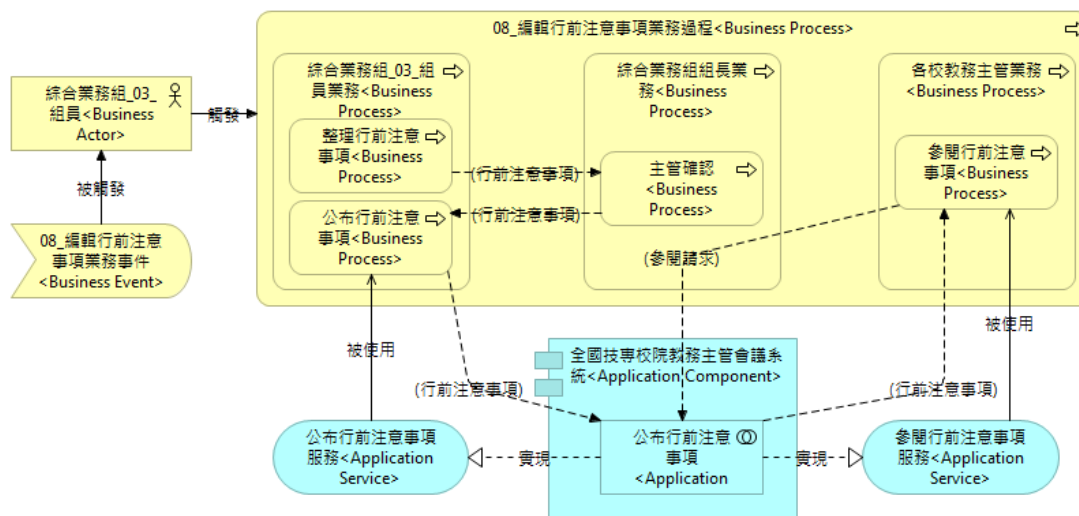 08_編輯行前注意事項業務過程<Business Process>
綜合業務組_03_
組員<Business
Actor>
觸發
被觸發
08_編輯行前注意
事項業務事件
<Business Event>
綜合業務組_03_組
員業務<Business
Process>
整理行前注意
事項<Business
Process>
(行前注意事項)
公布行前注意
事項<Business
Process>
(行前注意事項)
綜合業務組組長業
務<Business
Process>
主管確認
<Business
Process>
(參閱請求)
各校教務主管業務
<Business Process>
參閱行前注意
事項<Business
Process>
被使用
被使用
全國技專校院教務主管會議系
統<Application Component>
(行前注意事項)
(行前注意事項)
公布行前注意事項
服務<Application
Service>
實現
公布行前注意
事項
<Application
實現
參閱行前注意事項
服務<Application
Service>